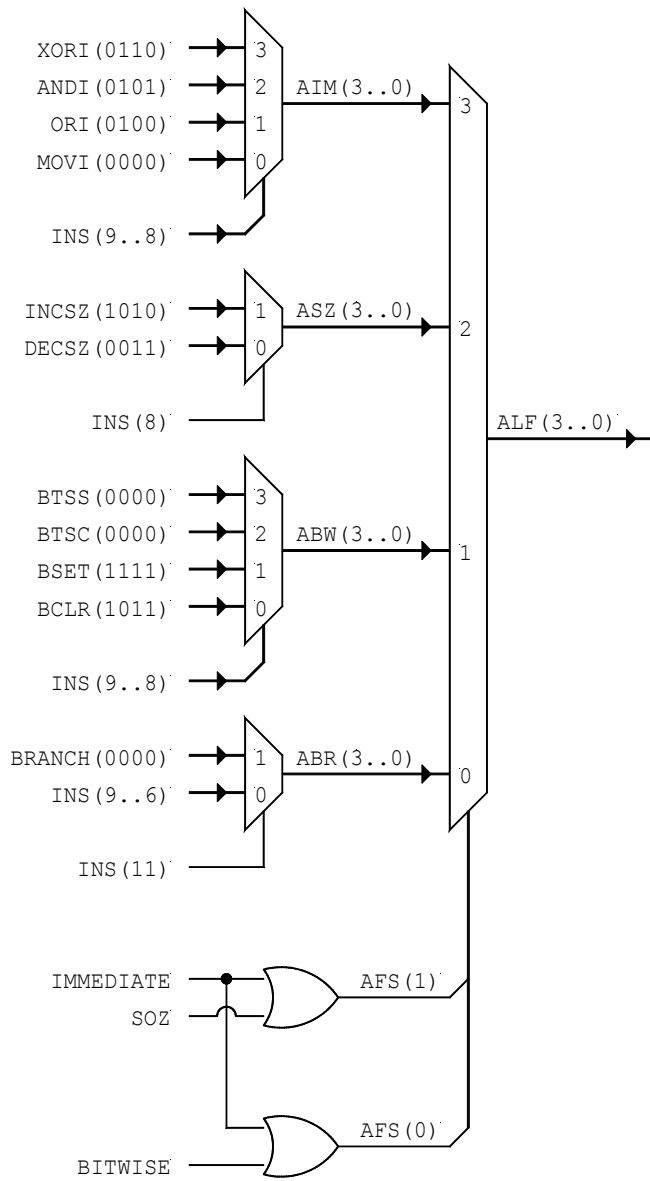 XORI(0110) 3
ANDI(0101) 2 AIM(3..0) 3
ORI(0100) 1
MOVI(0000) 0
INS(9..8)
INCSZ(1010) 1 ASZ(3..0) 2
DECSZ(0011) 0
INS(8)
ALF(3..0)
BTSS(0000) 3
BTSC(0000) 2 ABW(3..0) 1
BSET(1111) 1
BCLR(1011) 0
INS(9..8)
BRANCH(0000) 1 ABR(3..0) 0
INS(9..6) 0
INS(11)
IMMEDIATE AFS(1)
SOZ
AFS(0)
BITWISE